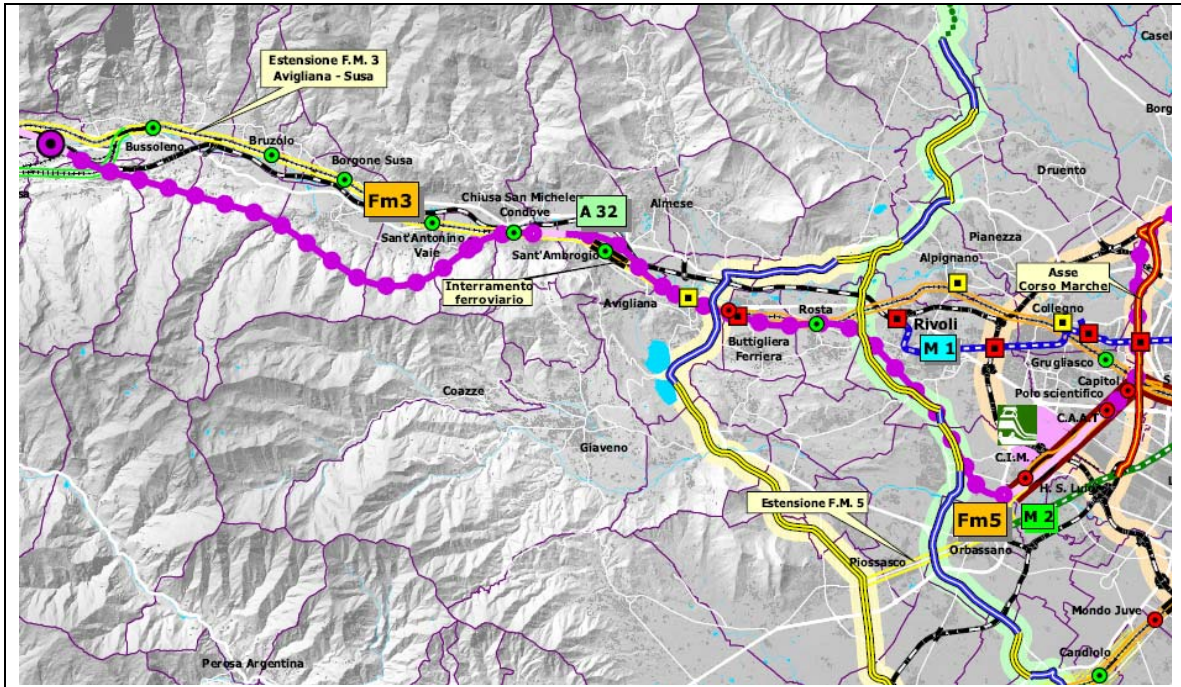 Estensione F.M. 3
Avigliana - Susa
Casel
Borg
Bussoleno
Bruzolo
Borgone Susa
Druento
Fm3
Chiusa San Michele-
Condove
A 32
Almese
Pianezza
Sant'Antonino
Vaie
Sant'Ambrogio
Alpignano
Asse
Corso Marche
Interramento
ferroviario
Avigliana
Rosta
Collegno
Rivoli
Buttigliera
Ferriera
M 1
Grugliasco
Capitol
Polo scientifico
Coazze
C.A.A.T
Giaveno
C.I.M.
H. S. Luigi
Estensione F.M. 5
Fm5
M 2
Orbassano
Piossasco
Mondo Juve
Candiolo
Perosa Argentina